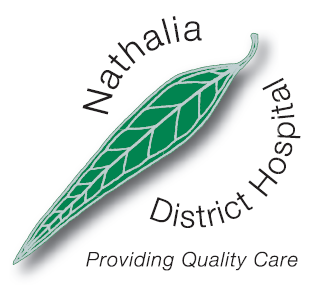 Nathalia
District Hospital
Providing Quality Care